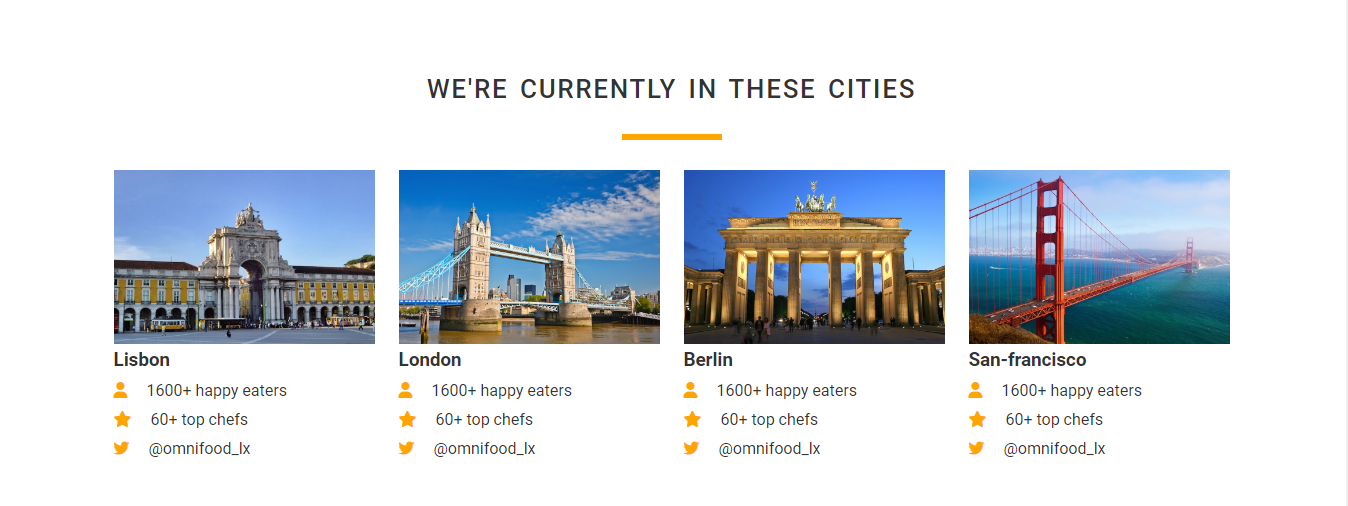 WE'RE CURRENTLY IN THESE CITIES
Lisbon
1600+ happy eaters
60+ top chefs
@omnifood_lx
London
1600+ happy eaters
60+ top chefs
@omnifood_lx
Berlin
1600+ happy eaters
60+ top chefs
@omnifood_lx
San-francisco
1600+ happy eaters
60+ top chefs
@omnifood_lx